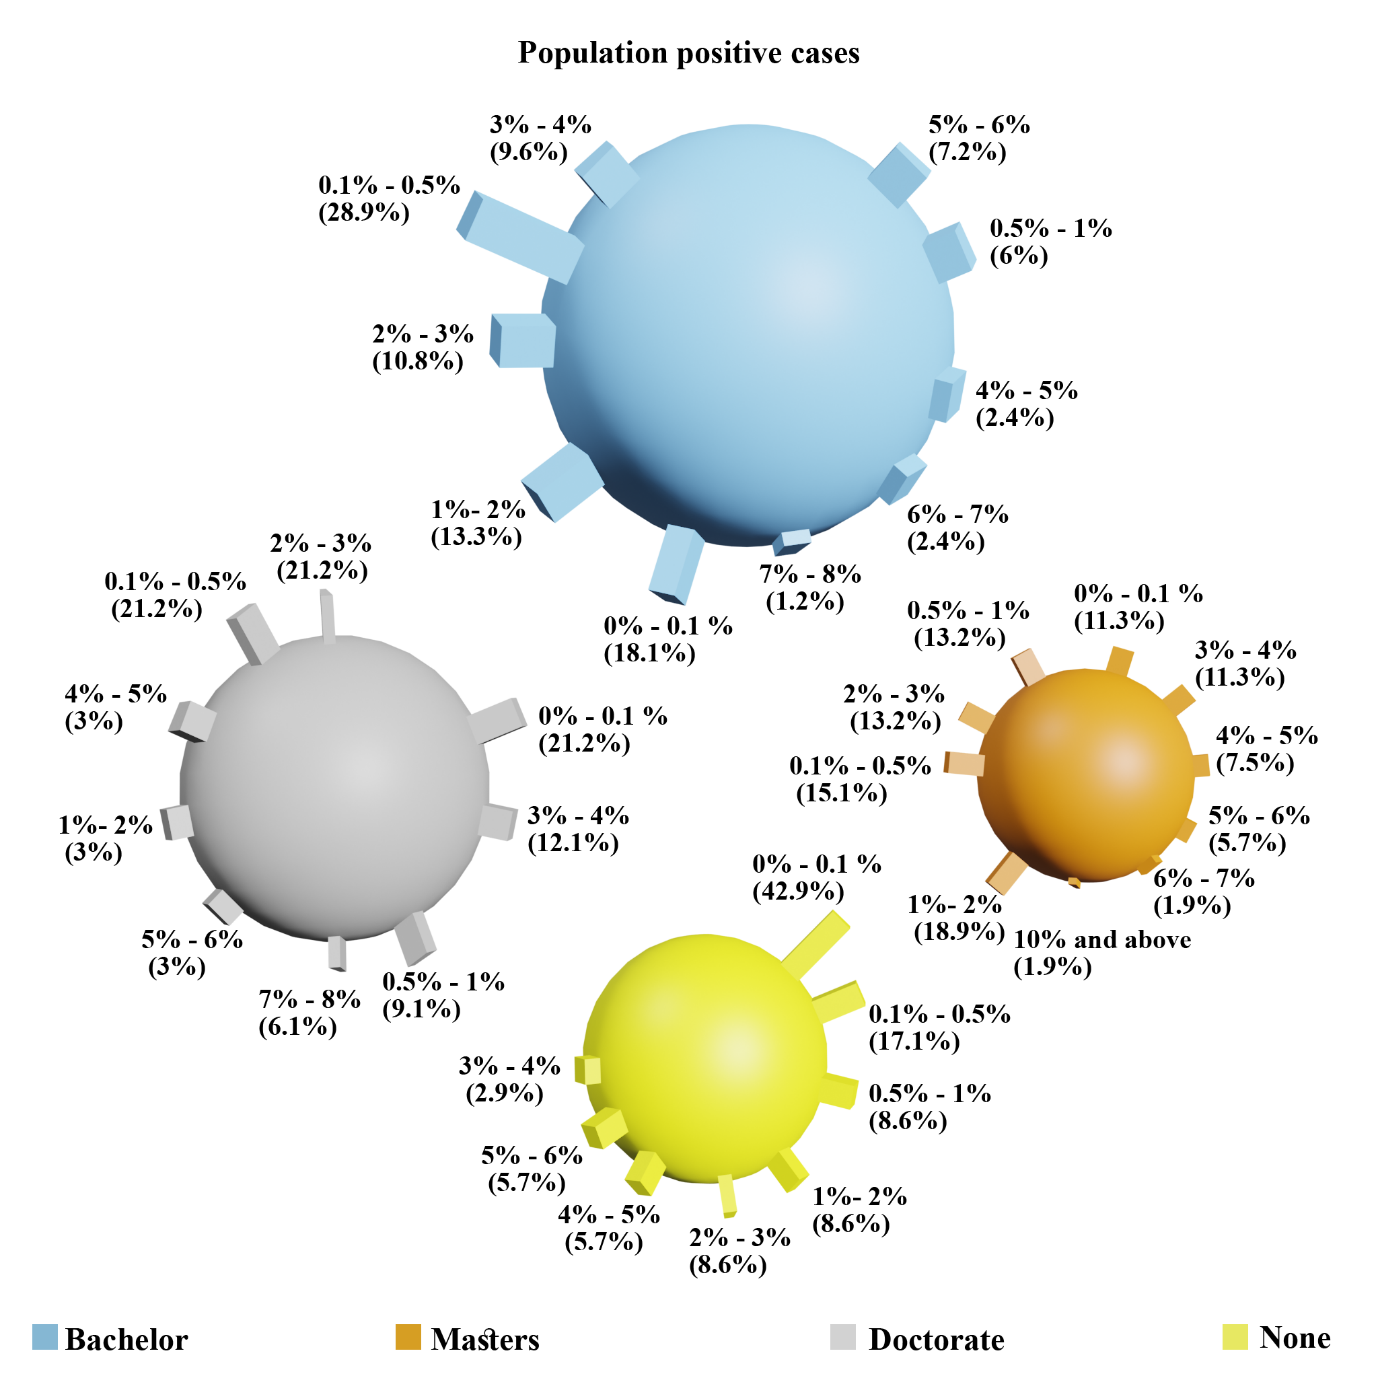 Population positive cases
3% - 4%
(9.6%)
5% - 6%
(7.2%)
0.1% - 0.5%
(28.9%)
0.5% - 1%
(6%)
2% - 3%
(10.8%)
4% - 5%
(2.4%)
1%- 2%
(13.3%)
6% - 7%
(2.4%)
7% - 8%
(1.2%)
0% - 0.1 %
(18.1%)
2% - 3%
(21.2%)
0.1% - 0.5%
(21.2%)
4% - 5%
(3%)
0% - 0.1 %
(21.2%)
1%- 2%
(3%)
3% - 4%
(12.1%)
5% - 6%
(3%)
7% - 8%
(6.1%)
0.5% - 1%
(9.1%)
0.5% - 1%
(13.2%)
0% - 0.1 %
(11.3%)
3% - 4%
(11.3%)
2% - 3%
(13.2%)
4% - 5%
(7.5%)
0.1% - 0.5%
(15.1%)
5% - 6%
(5.7%)
6% - 7%
(1.9%)
1%- 2%
(18.9%)
10% and above
(1.9%)
0% - 0.1 %
(42.9%)
0.1% - 0.5%
(17.1%)
3% - 4%
(2.9%)
0.5% - 1%
(8.6%)
5% - 6%
(5.7%)
1%- 2%
(8.6%)
4% - 5%
(5.7%)
2% - 3%
(8.6%)
Bachelor
Masters
Doctorate
None